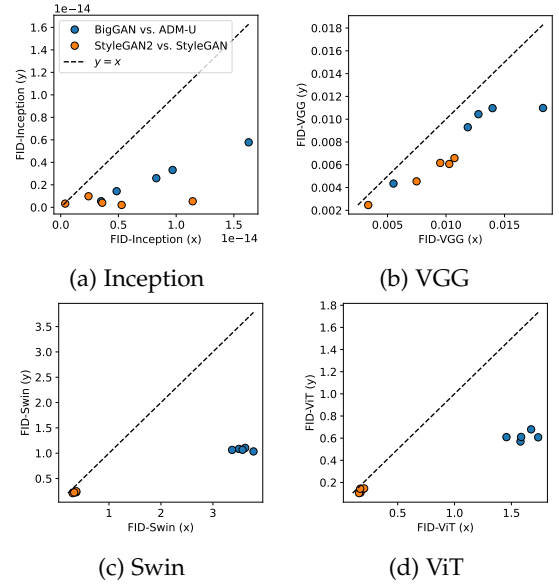 1e−14
1.6
1.4
1.2
1.0
0.8
0.6
0.4
0.2
0.0
FID-Inception (y)
BigGAN vs. ADM-U
StyleGAN2 vs. StyleGAN
y = x
0.0 0.5 1.0 1.5
FID-Inception (x)
1e−14
(a) Inception
0.018
0.016
0.014
0.012
0.010
0.008
0.006
0.004
0.002
FID-VGG (y)
0.005 0.010 0.015
FID-VGG (x)
(b) VGG
3.5
3.0
2.5
2.0
1.5
1.0
0.5
FID-Swin (y)
1 2 3
FID-Swin (x)
(c) Swin
1.8
1.6
1.4
1.2
1.0
0.8
0.6
0.4
0.2
FID-ViT (y)
0.5 1.0 1.5
FID-ViT (x)
(d) ViT